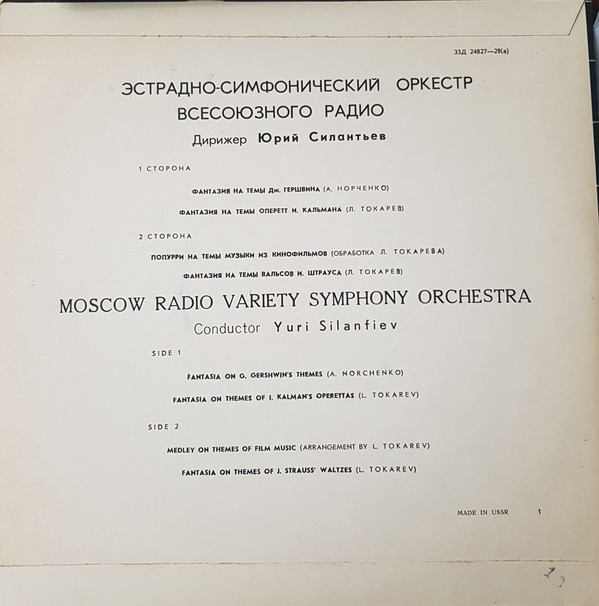 33Д 24827—28(а)
ЭСТРАДНО-СИМФОНИЧЕСКИЙ ОРКЕСТР
ВСЕСОЮЗНОГО РАДИО
Дирижер Юрий Силантьев
1 СТОРОНА
ФАНТАЗИЯ НА ТЕМЫ ДЖ. ГЕРШВИНА (А. НОРЧЕНКО)
ФАНТАЗИЯ НА ТЕМЫ ОПЕРЕТТ И. КАЛЬМАНА (Л. ТОКАРЕВ)
2 СТОРОНА
ПОПУРРИ НА ТЕМЫ МУЗЫКИ ИЗ КИНОФИЛЬМОВ (ОБРАБОТКА Л. ТОКАРЕВА)
ФАНТАЗИЯ НА ТЕМЫ ВАЛЬСОВ И. ШТРАУСА (Л. ТОКАРЕВ)
MOSCOW RADIO VARIETY SYMPHONY ORCHESTRA
Conductor Yuri Silanfiev
SIDE 1
FANTASIA ON G. GERSHWIN'S THEMES (A. NORCHENKO)
FANTASIA ON THEMES OF I. KALMAN'S OPERETTAS (L. TOKAREV)
SIDE 2
MEDLEY ON THEMES OF FILM MUSIC (ARRANGEMENT BY L. TOKAREV)
FANTASIA ON THEMES OF J. STRAUSS' WALTZES (L. TOKAREV)
MADE IN USSR 1